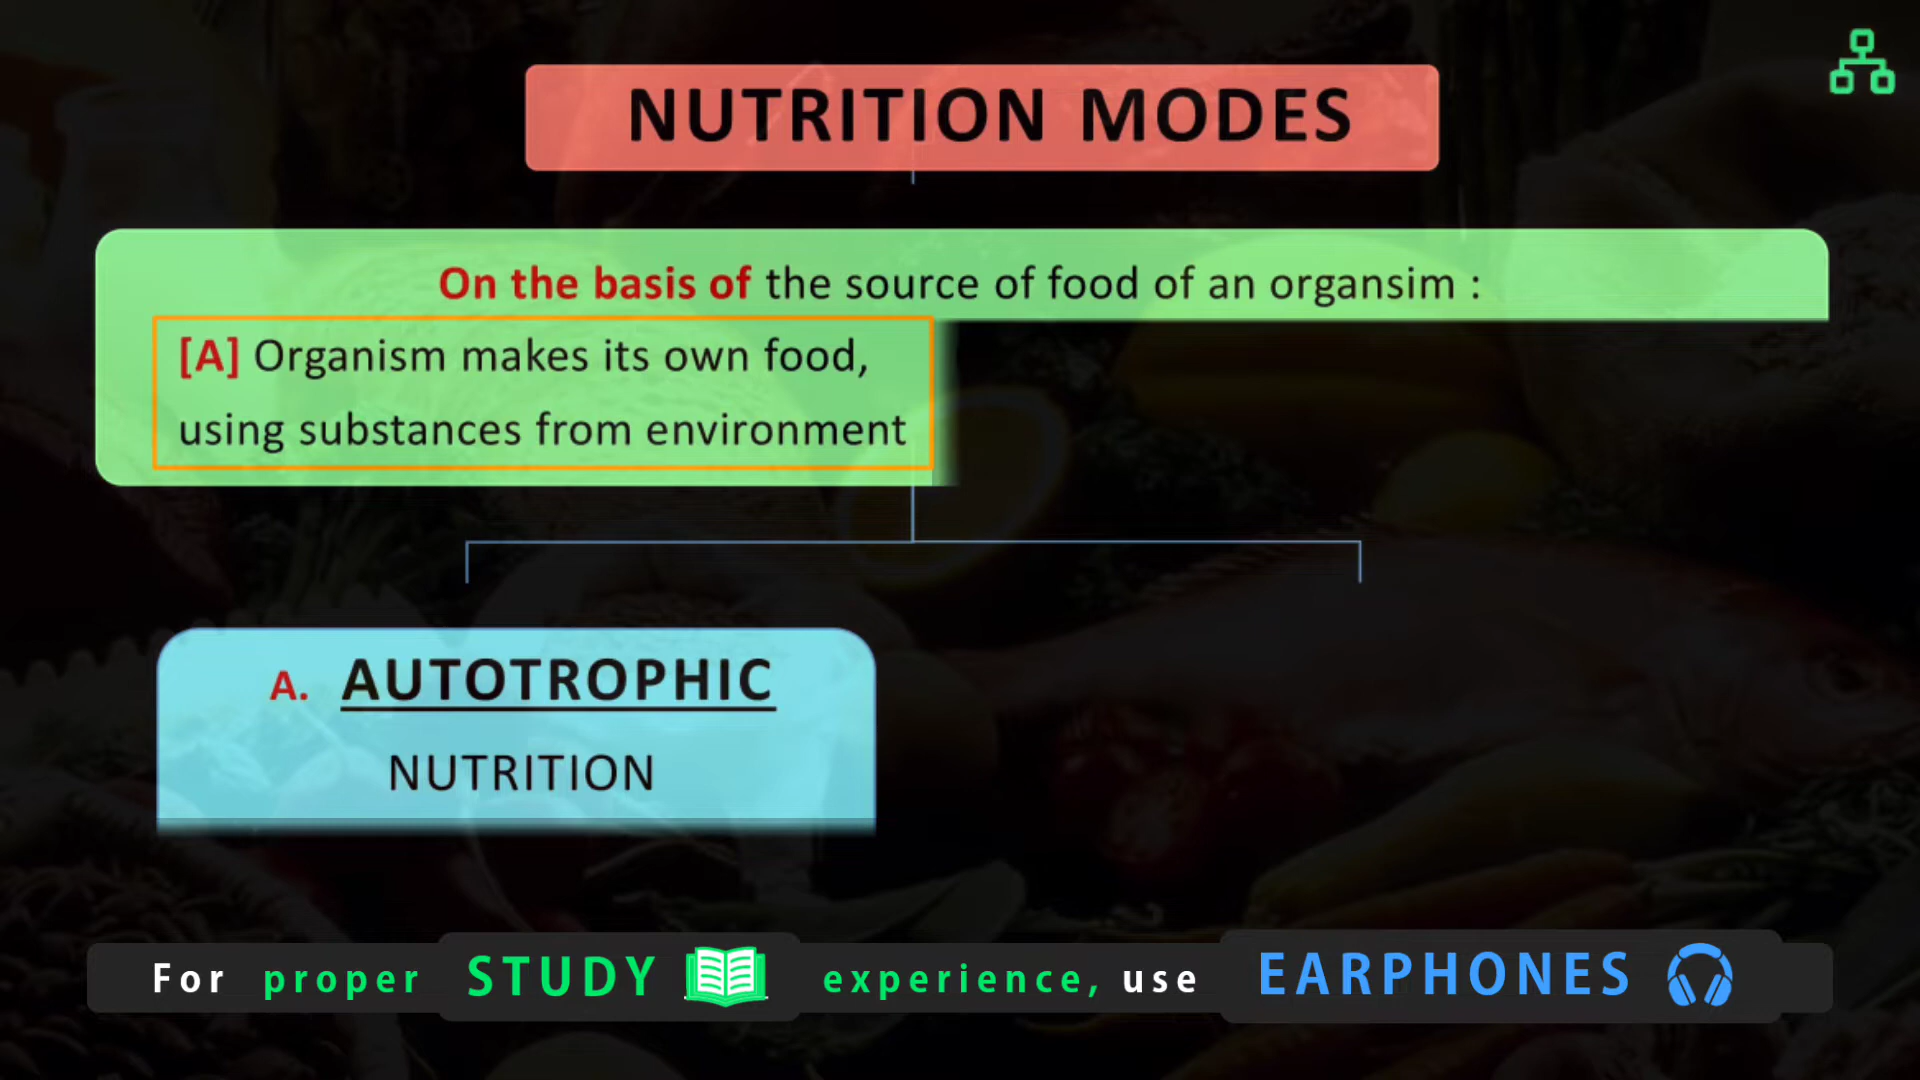 NUTRITION MODES
On the basis of the source of food of an organsim :
[A] Organism makes its own food,
using substances from environment
A. AUTOTROPHIC
NUTRITION
For proper STUDY experience, use EARPHONES